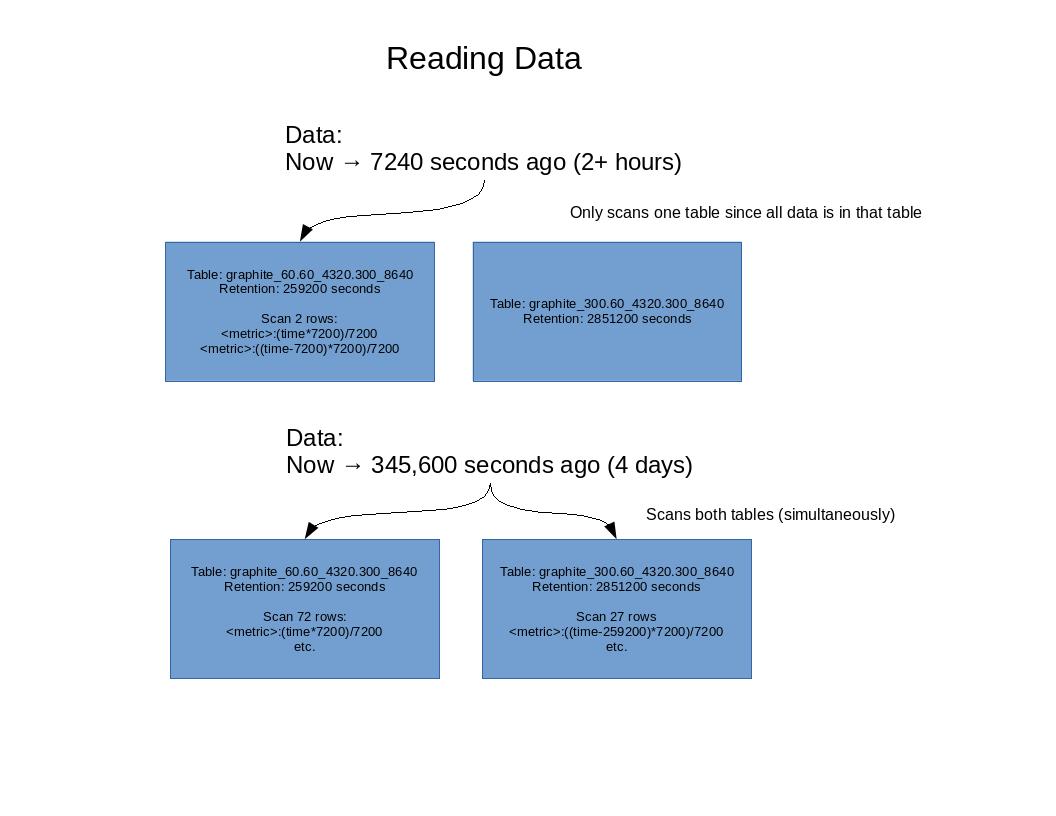 Reading Data
Data:
Now → 7240 seconds ago (2+ hours)
Only scans one table since all data is in that table
Table: graphite_60.60_4320.300_8640
Retention: 259200 seconds
Scan 2 rows:
<metric>:(time*7200)/7200
<metric>:((time-7200)*7200)/7200
Table: graphite_300.60_4320.300_8640
Retention: 2851200 seconds
Data:
Now → 345,600 seconds ago (4 days)
Scans both tables (simultaneously)
Table: graphite_60.60_4320.300_8640
Retention: 259200 seconds
Scan 72 rows:
<metric>:(time*7200)/7200
etc.
Table: graphite_300.60_4320.300_8640
Retention: 2851200 seconds
Scan 27 rows
<metric>:((time-259200)*7200)/7200
etc.